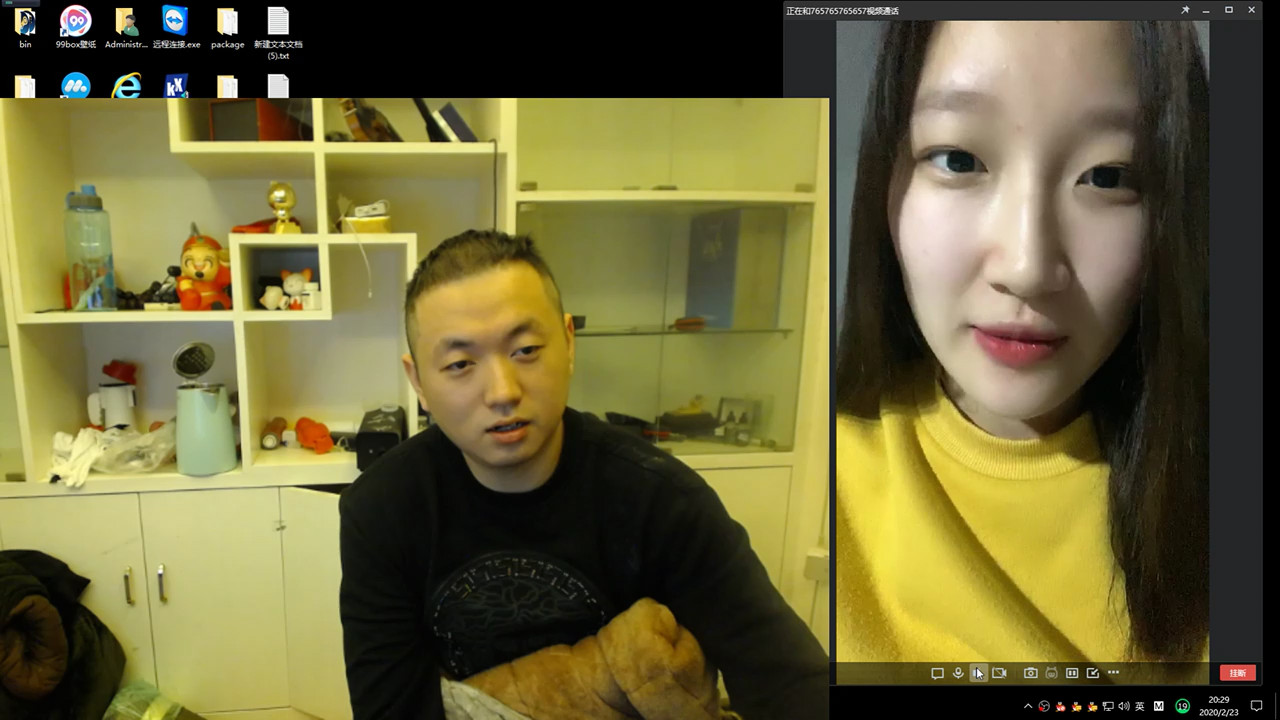 正在和765765765657视频通话
bin
99box壁纸
Administr...
远程连接.exe
package
新建文本文档
(5).txt
挂断
英
M
19
20:29
2020/2/23